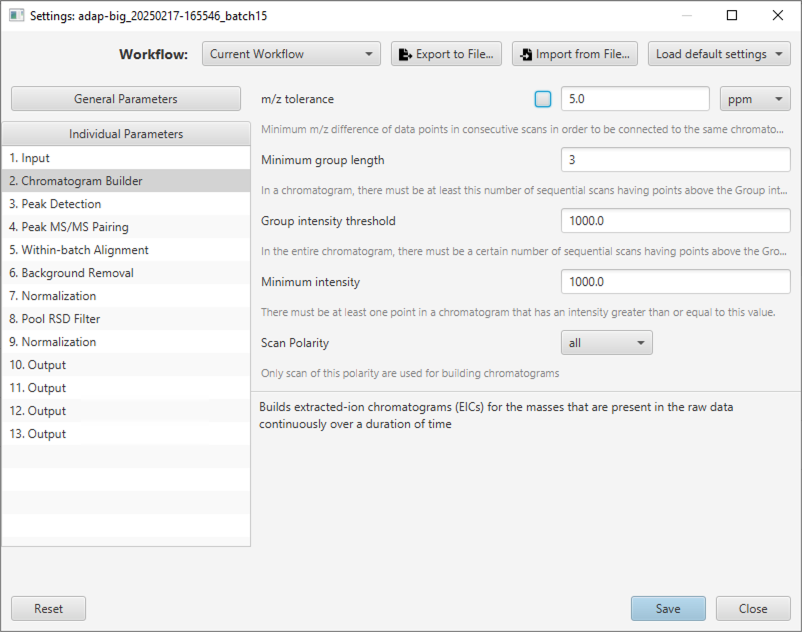 Settings: adap-big_20250217-165546_batch15
Workflow: Current Workflow Export to File... Import from File... Load default settings
General Parameters
Individual Parameters
1. Input
2. Chromatogram Builder
3. Peak Detection
4. Peak MS/MS Pairing
5. Within-batch Alignment
6. Background Removal
7. Normalization
8. Pool RSD Filter
9. Normalization
10. Output
11. Output
12. Output
13. Output
m/z tolerance 5.0 ppm
Minimum m/z difference of data points in consecutive scans in order to be connected to the same chromato...
Minimum group length 3
In a chromatogram, there must be at least this number of sequential scans having points above the Group int...
Group intensity threshold 1000.0
In the entire chromatogram, there must be a certain number of sequential scans having points above the Gro...
Minimum intensity 1000.0
There must be at least one point in a chromatogram that has an intensity greater than or equal to this value.
Scan Polarity all
Only scan of this polarity are used for building chromatograms
Builds extracted-ion chromatograms (EICs) for the masses that are present in the raw data
continuously over a duration of time
Reset Save Close